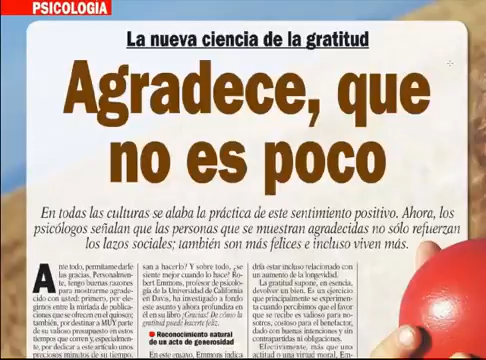 PSICOLOGIA
La nueva ciencia de la gratitud
Agradece, que
no es poco
En todas las culturas se alaba la práctica de este sentimiento positivo. Ahora, los
psicólogos señalan que las personas que se muestran agradecidas no sólo refuerzan
los lazos sociales; también son más felices e incluso viven más.
Ante todo, permítame darle
las gracias. Personalmen-
te, tengo buenas razones
para mostrarme agrade-
cido con usted: primero, por ele-
girnos entre la miríada de publica-
ciones que se ofrecen en el quiosco;
también, por destinar a MUY parte
de su valioso presupuesto en estos
tiempos que corren y, especialmen-
te, por dedicar a este artículo unos
preciosos minutos de su tiempo.
san a hacerlo? Y sobre todo, ¿se
siente mejor cuando lo hace? Ro-
bert Emmons, profesor de psicolo-
gía de la Universidad de California
en Davis, ha investigado a fondo
este asunto y ahora profundiza en
él en su libro ¡Gracias! De cómo la
gratitud puede hacerte feliz.
Reconocimiento natural
de un acto de generosidad
En este ensayo, Emmons indica
dría estar incluso relacionado con
un aumento de la longevidad.
La gratitud supone, en esencia,
devolver un bien. Es un ejercicio
que principalmente se experimen-
ta cuando percibimos que el favor
que se recibe es valioso para no-
sotros, costoso para el benefactor,
dado con buenas intenciones y sin
contrapartidas ni obligaciones.
Efectivamente, más que una
actitud o una virtud moral, Em-